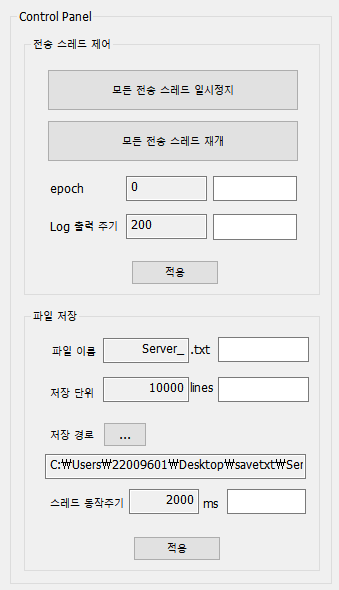 Control Panel
전송 스레드 제어
모든 전송 스레드 일시정지
모든 전송 스레드 재개
epoch 0
Log 출력 주기 200
적용
파일 저장
파일 이름 Server_ .txt
저장 단위 10000 lines
저장 경로 ...
C:₩Users₩22009601₩Desktop₩savetxt₩Ser
스레드 동작주기 2000 ms
적용